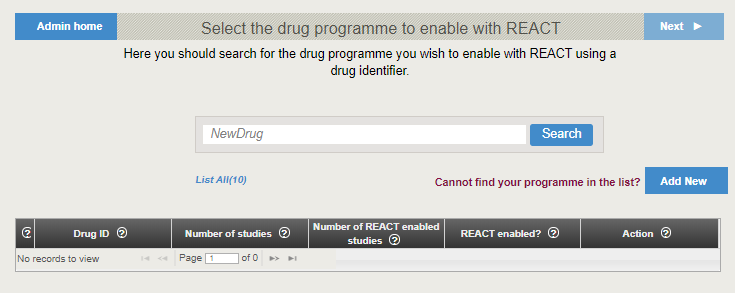 Admin home
Select the drug programme to enable with REACT
Next
Here you should search for the drug programme you wish to enable with REACT using a
drug identifier.
NewDrug
Search
List All(10)
Cannot find your programme in the list?
Add New
? Drug ID ? Number of studies ? Number of REACT enabled
studies ? REACT enabled? ? Action ?
No records to view Page 1 of 0